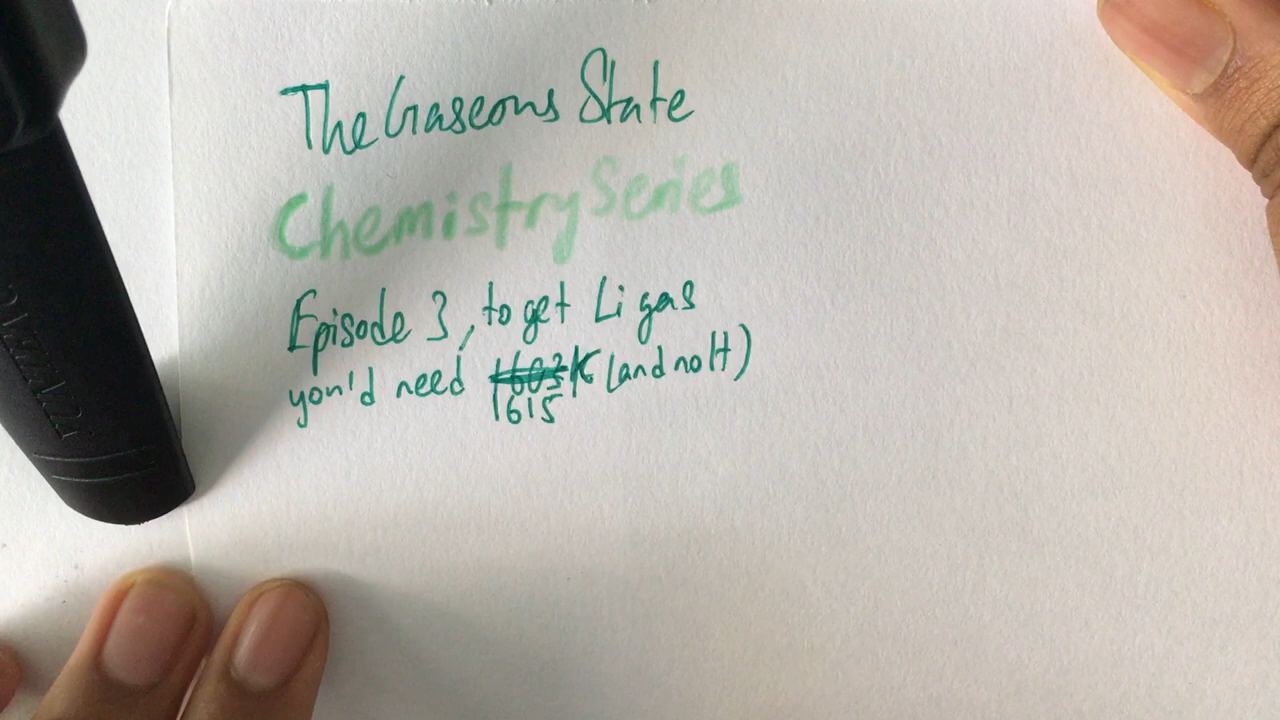 The Gaseous State
Chemistry Series
Episode 3, to get Li gas
you'd need 1603K (and no H)
1615